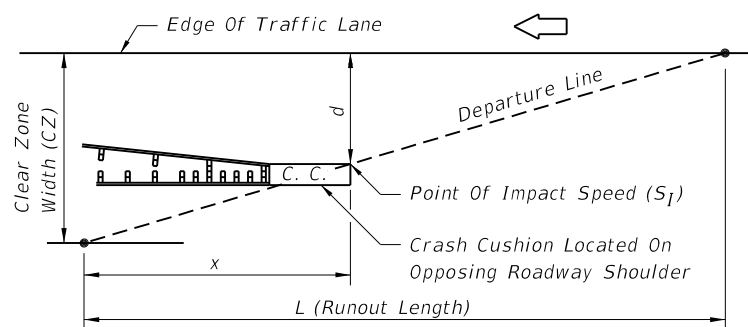 Edge Of Traffic Lane
Departure Line
d
Clear Zone
Width (CZ)
C. C.
Point Of Impact Speed (S_I)
Crash Cushion Located On
Opposing Roadway Shoulder
x
L (Runout Length)